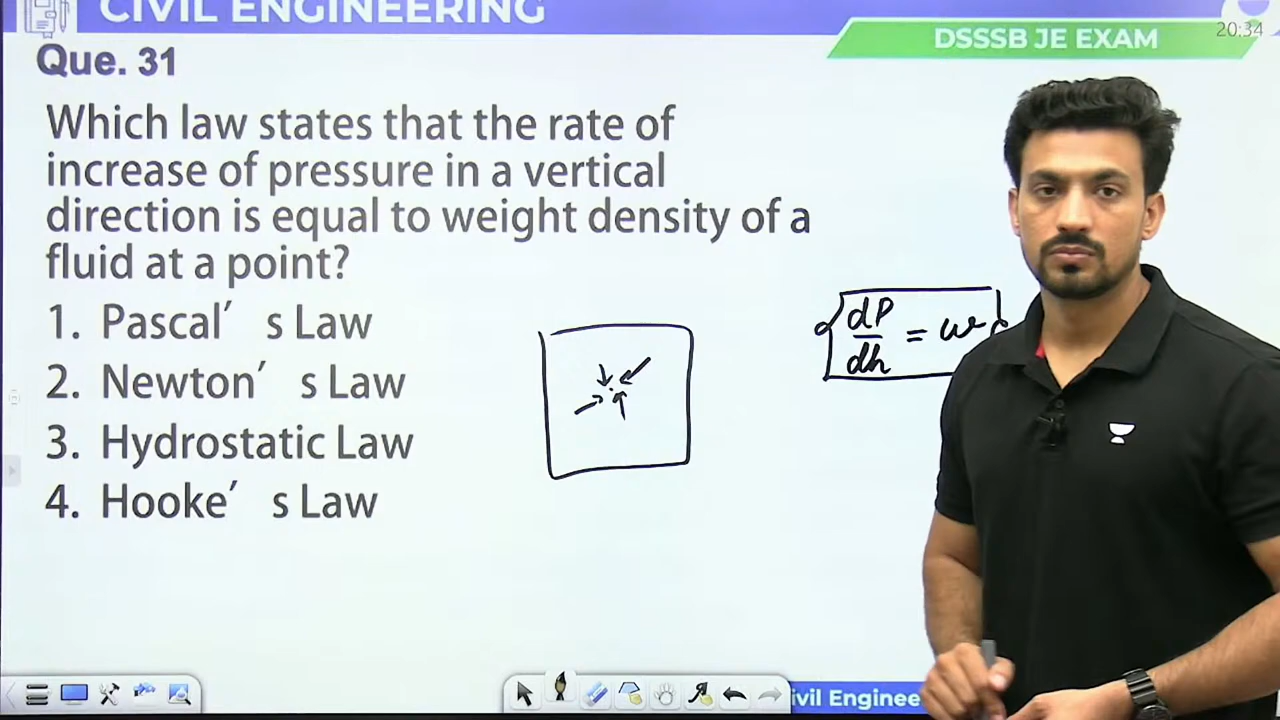 CIVIL ENGINEERING
DSSSB JE EXAM
20:34
Que. 31
Which law states that the rate of
increase of pressure in a vertical
direction is equal to weight density of a
fluid at a point?
1. Pascal′ s Law
2. Newton′ s Law
3. Hydrostatic Law
4. Hooke′ s Law
dP
dh
= w
ivil Enginee